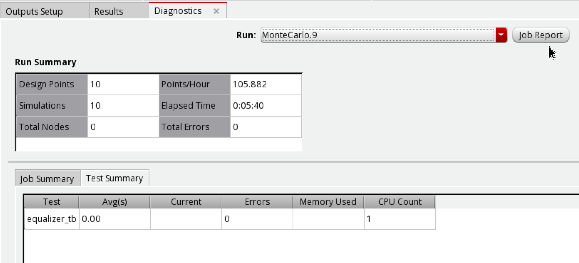 Outputs Setup Results Diagnostics
Run: MonteCarlo.9 Job Report
Run Summary
Design Points 10 Points/Hour 105.882
Simulations 10 Elapsed Time 0:05:40
Total Nodes 0 Total Errors 0
Job Summary Test Summary
Test Avg(s) Current Errors Memory Used CPU Count
equalizer_tb 0.00 0 1